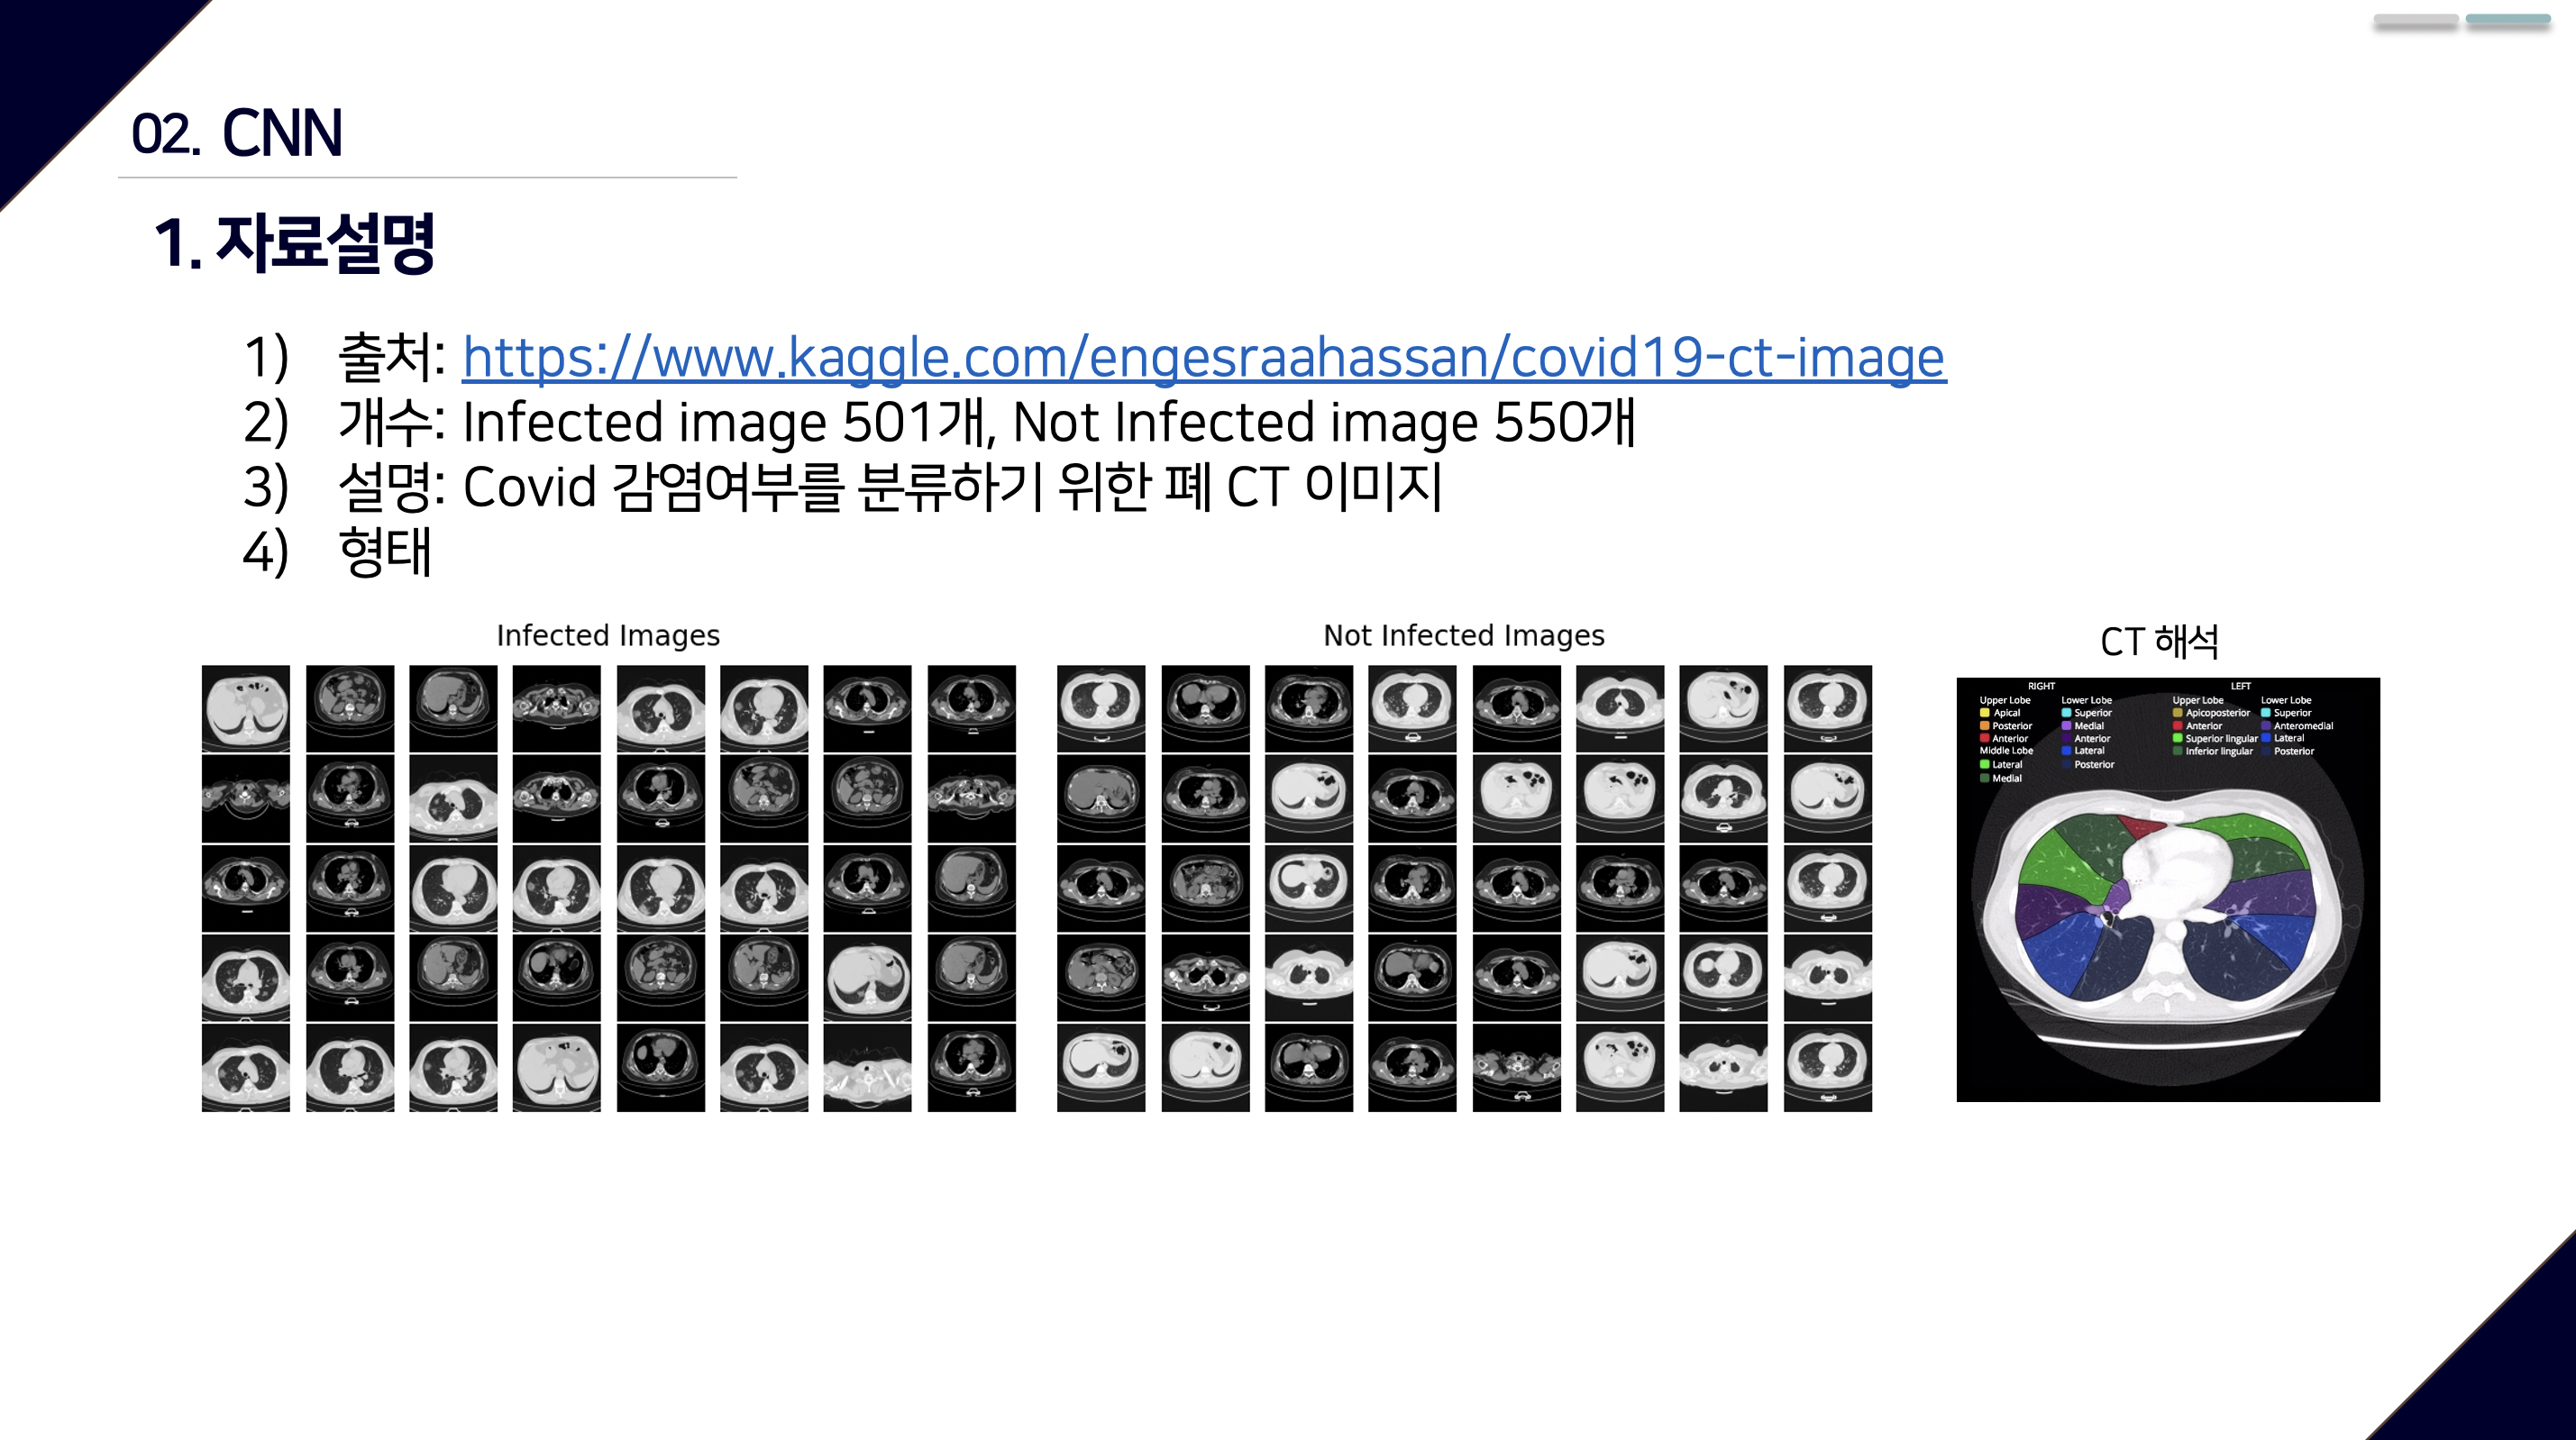 02. CNN
1. 자료설명
1) 출처: https://www.kaggle.com/engesraahassan/covid19-ct-image
2) 개수: Infected image 501개, Not Infected image 550개
3) 설명: Covid 감염여부를 분류하기 위한 폐 CT 이미지
4) 형태
Infected Images
Not Infected Images
CT 해석
RIGHT
Upper Lobe
Apical
Posterior
Anterior
Middle Lobe
Lateral
Medial
Lower Lobe
Superior
Medial
Anterior
Lateral
Posterior
LEFT
Upper Lobe
Apicoposterior
Anterior
Superior lingular
Inferior lingular
Lower Lobe
Superior
Anteromedial
Lateral
Posterior